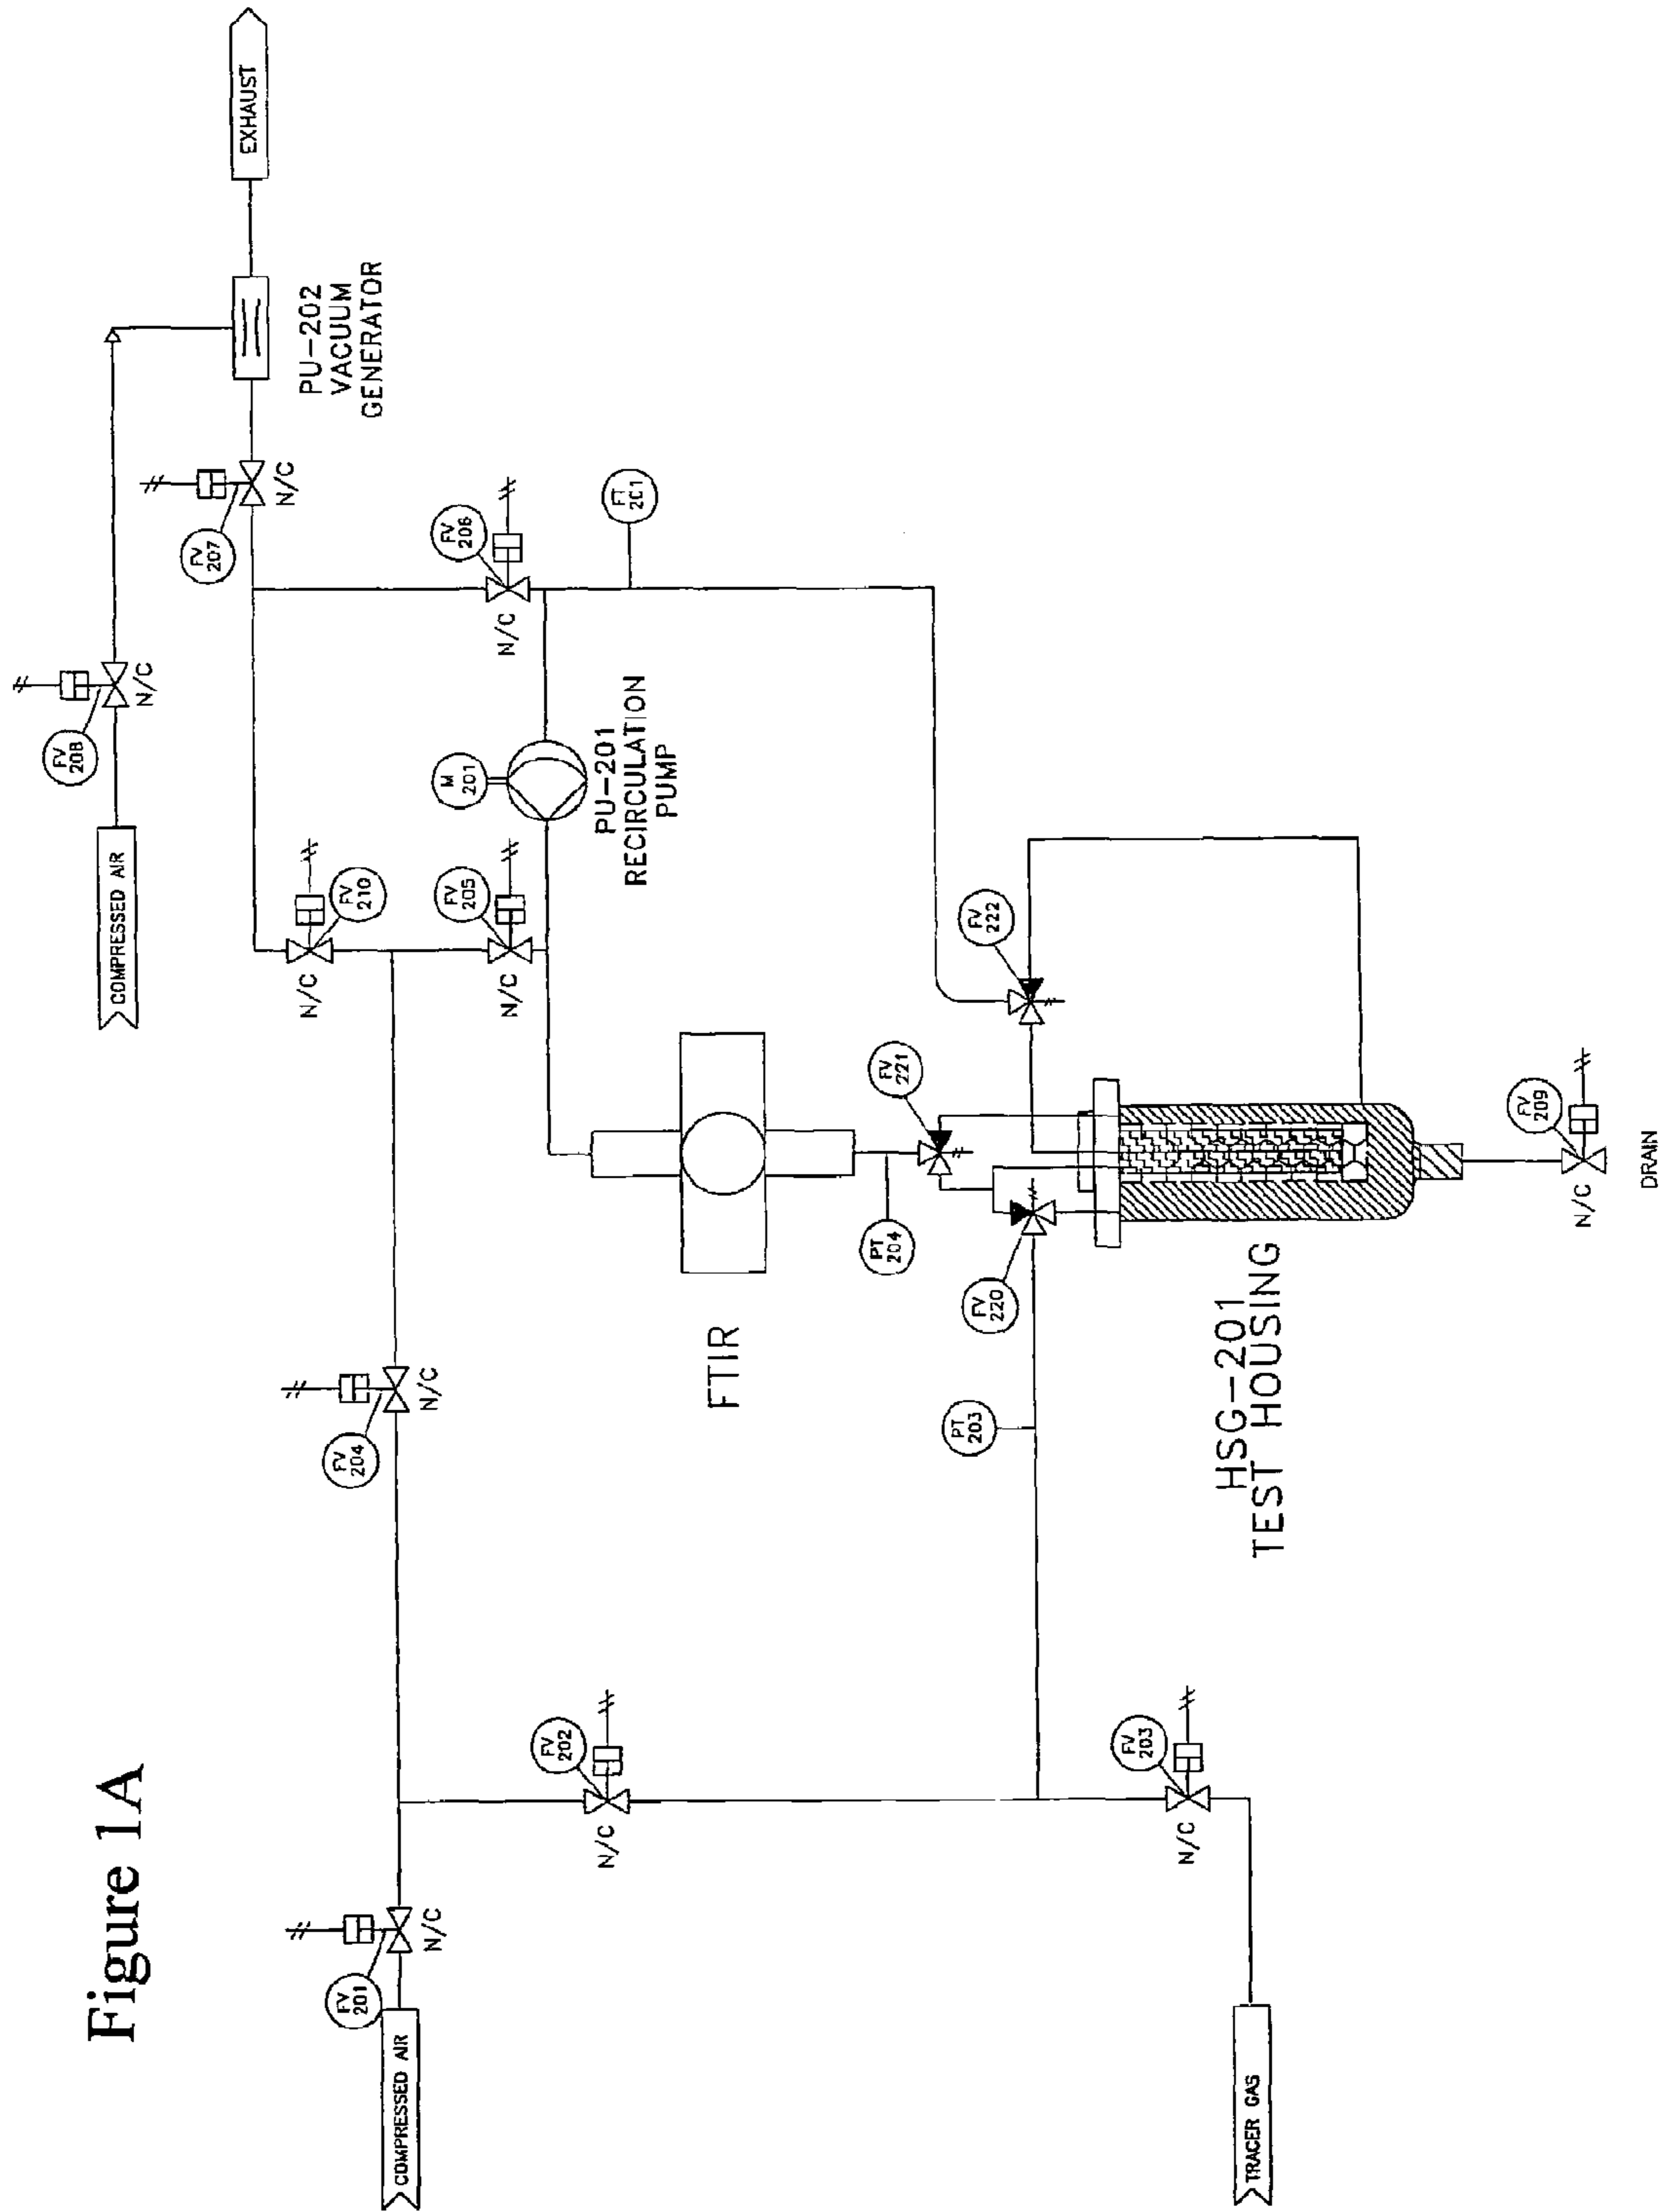 Figure 1A
COMPRESSED AIR
FV
208
N/C
EXHAUST
PU-202
VACUUM
GENERATOR
FV
207
N/C
FV
210
N/C
FV
206
N/C
FV
205
N/C
M
201
PU-201
RECIRCULATION
PUMP
FT
201
COMPRESSED AIR
FV
201
N/C
FV
204
N/C
FV
202
N/C
FTIR
PT
204
FV
221
FV
222
FV
220
PT
203
FV
203
N/C
TRACER GAS
HSG-201
TEST HOUSING
FV
209
N/C
DRAIN